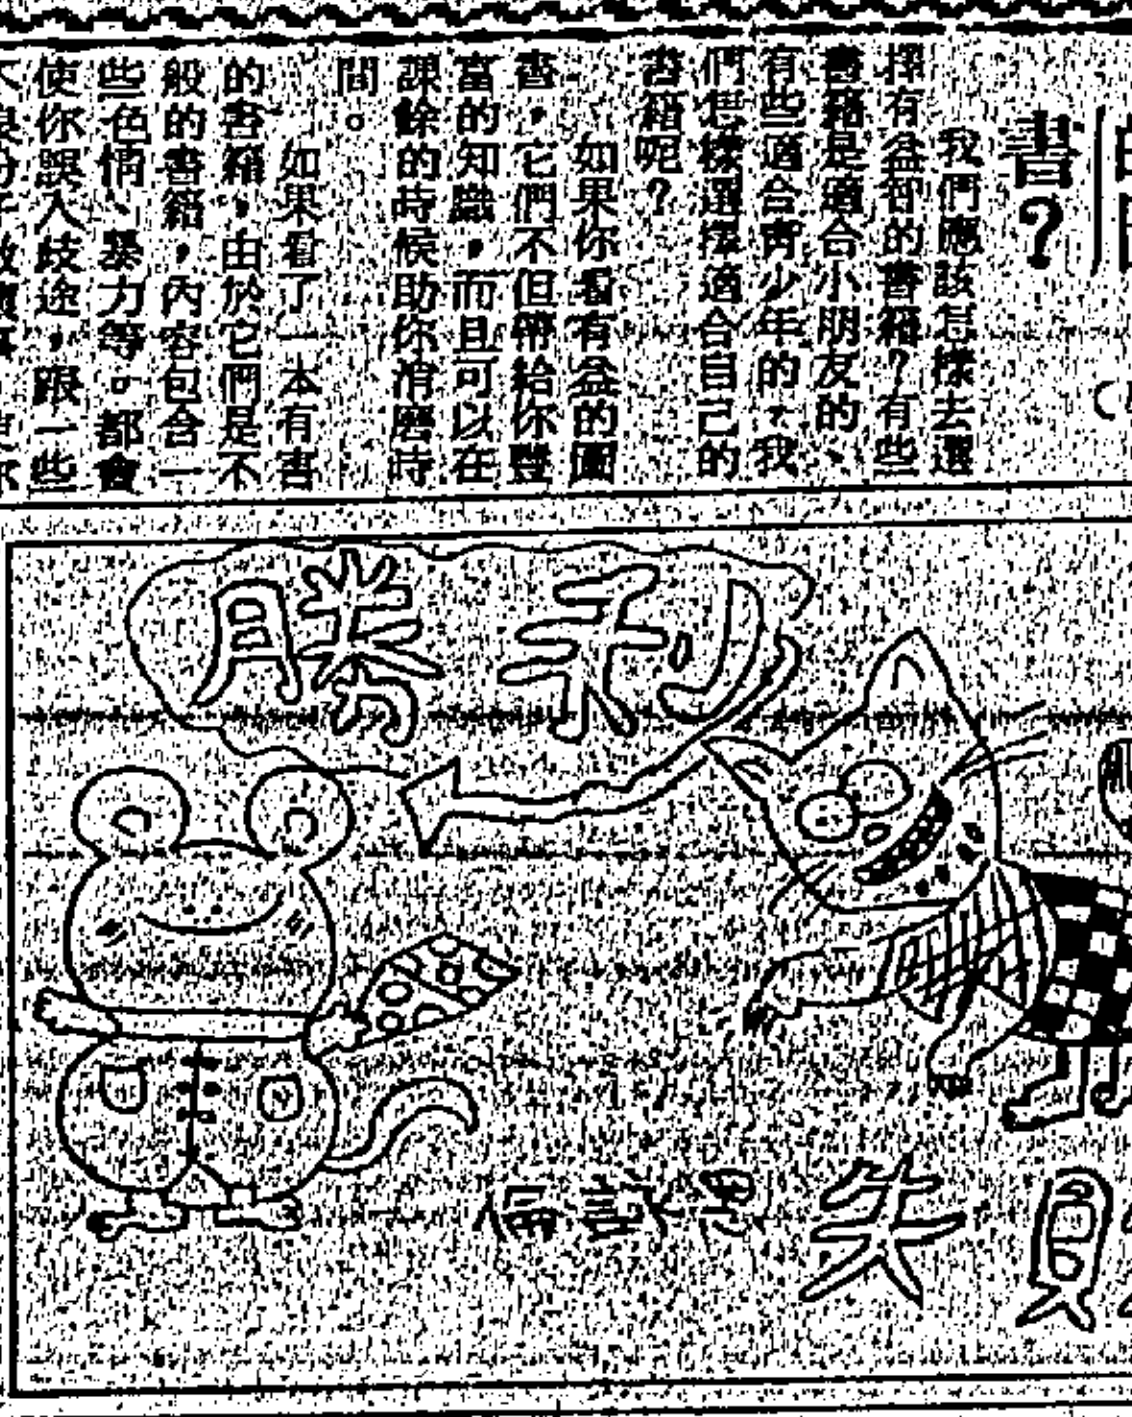 書？
我們應該怎樣去選
擇有益智的書籍？有些
書籍是適合小朋友的、
有些適合青少年的，我
們怎樣選擇適合自己的
書籍呢？
如果你看有益的圖
書，它們不但帶給你豐
富的知識，而且可以在
課餘的時候助你消磨時
間。
如果看了一本有害
的書籍，由於它們是不
般的書籍，內容包含一
些色情、暴力等。都會
使你誤入歧途，跟一些
勝利
失